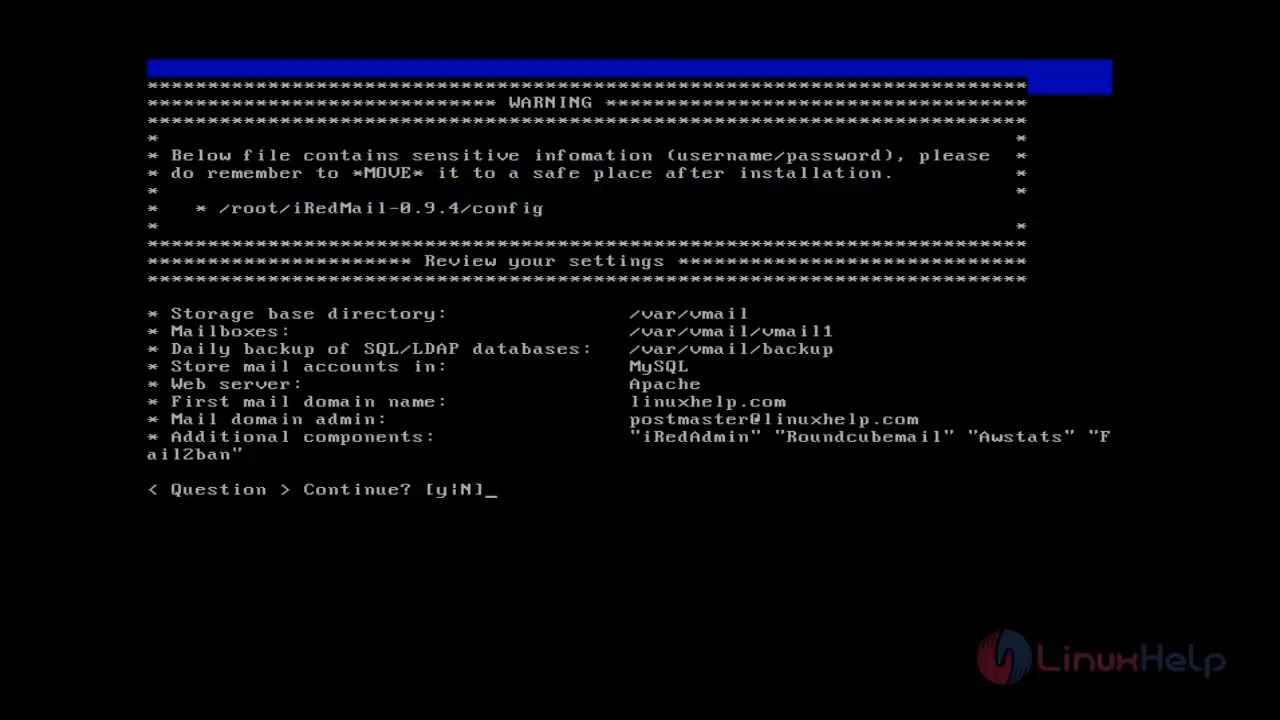 *************************************************************************
***************************** WARNING ***********************************
*************************************************************************
*                                                                       *
* Below file contains sensitive infomation (username/password), please  *
* do remember to *MOVE* it to a safe place after installation.          *
*                                                                       *
*   * /root/iRedMail-0.9.4/config
*                                                                       *
*************************************************************************
********************** Review your settings *****************************
*************************************************************************
* Storage base directory:               /var/vmail
* Mailboxes:                            /var/vmail/vmail1
* Daily backup of SQL/LDAP databases:   /var/vmail/backup
* Store mail accounts in:               MySQL
* Web server:                           Apache
* First mail domain name:               linuxhelp.com
* Mail domain admin:                    postmaster@linuxhelp.com
* Additional components:                "iRedAdmin" "Roundcubemail" "Awstats" "F
ail2ban"
< Question > Continue? [y|N]_
LinuxHelp